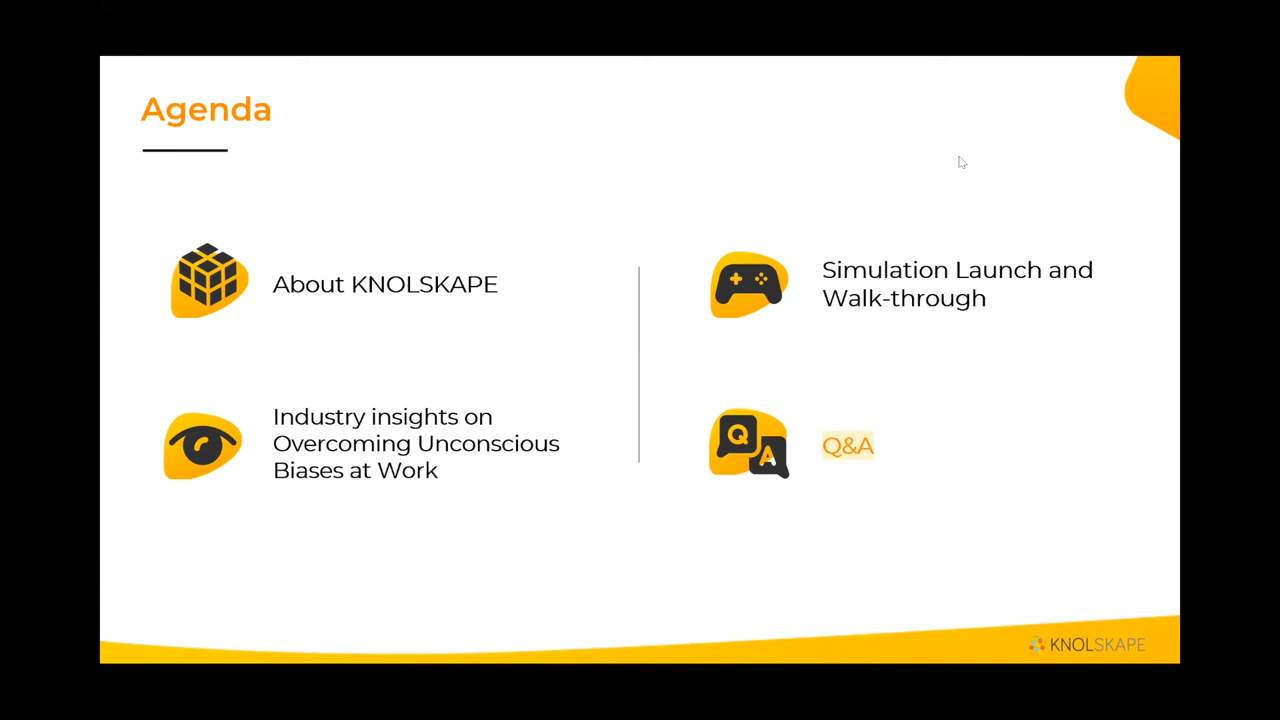 Agenda
About KNOLSKAPE
Industry insights on
Overcoming Unconscious
Biases at Work
Simulation Launch and
Walk-through
Q
A
Q&A
KNOLSKAPE